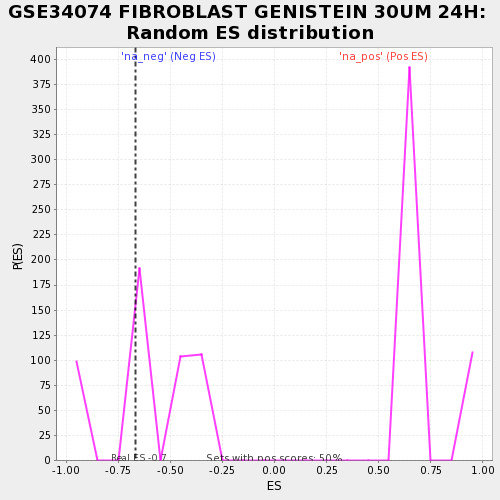 GSE34074 FIBROBLAST GENISTEIN 30UM 24H:
Random ES distribution
'na_neg' (Neg ES)
'na_pos' (Pos ES)
400
375
350
325
300
275
250
225
200
175
150
125
100
75
50
25
0
P(ES)
Real ES -0.7
Sets with pos scores: 50%
-1.00 -0.75 -0.50 -0.25 0.00 0.25 0.50 0.75 1.00
ES